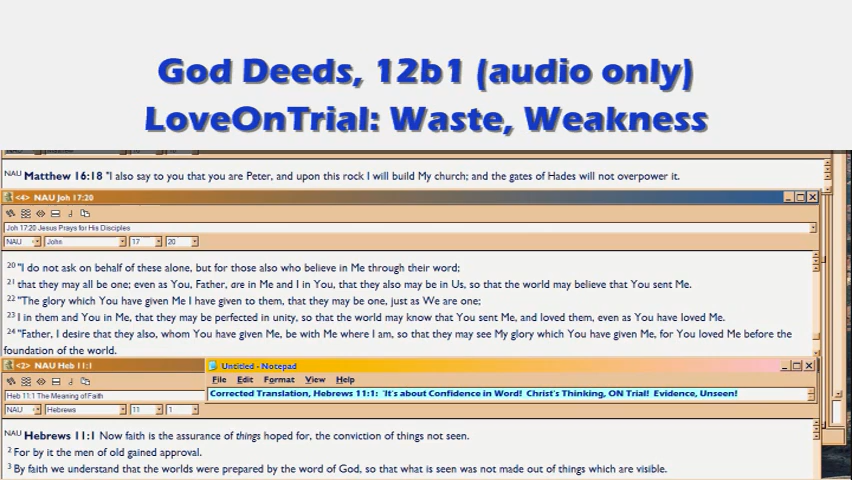 God Deeds, 12b1 (audio only)
LoveOnTrial: Waste, Weakness
NAU Matthew 16:18 "I also say to you that you are Peter, and upon this rock I will build My church; and the gates of Hades will not overpower it.
<4> NAU Joh 17:20
Joh 17:20 Jesus Prays for His Disciples
NAU John 17 20
20 "I do not ask on behalf of these alone, but for those also who believe in Me through their word;
21 that they may all be one; even as You, Father, are in Me and I in You, that they also may be in Us, so that the world may believe that You sent Me.
22 "The glory which You have given Me I have given to them, that they may be one, just as We are one;
23 I in them and You in Me, that they may be perfected in unity, so that the world may know that You sent Me, and loved them, even as You have loved Me.
24 "Father, I desire that they also, whom You have given Me, be with Me where I am, so that they may see My glory which You have given Me, for You loved Me before the
foundation of the world.
<2> NAU Heb 11:1
Untitled - Notepad
File Edit Format View Help
Heb 11:1 The Meaning of Faith
Corrected Translation, Hebrews 11:1: 'It's about Confidence in Word! Christ's Thinking, ON Trial! Evidence, Unseen!
NAU Hebrews 11 1
NAU Hebrews 11:1 Now faith is the assurance of things hoped for, the conviction of things not seen.
2 For by it the men of old gained approval.
3 By faith we understand that the worlds were prepared by the word of God, so that what is seen was not made out of things which are visible.